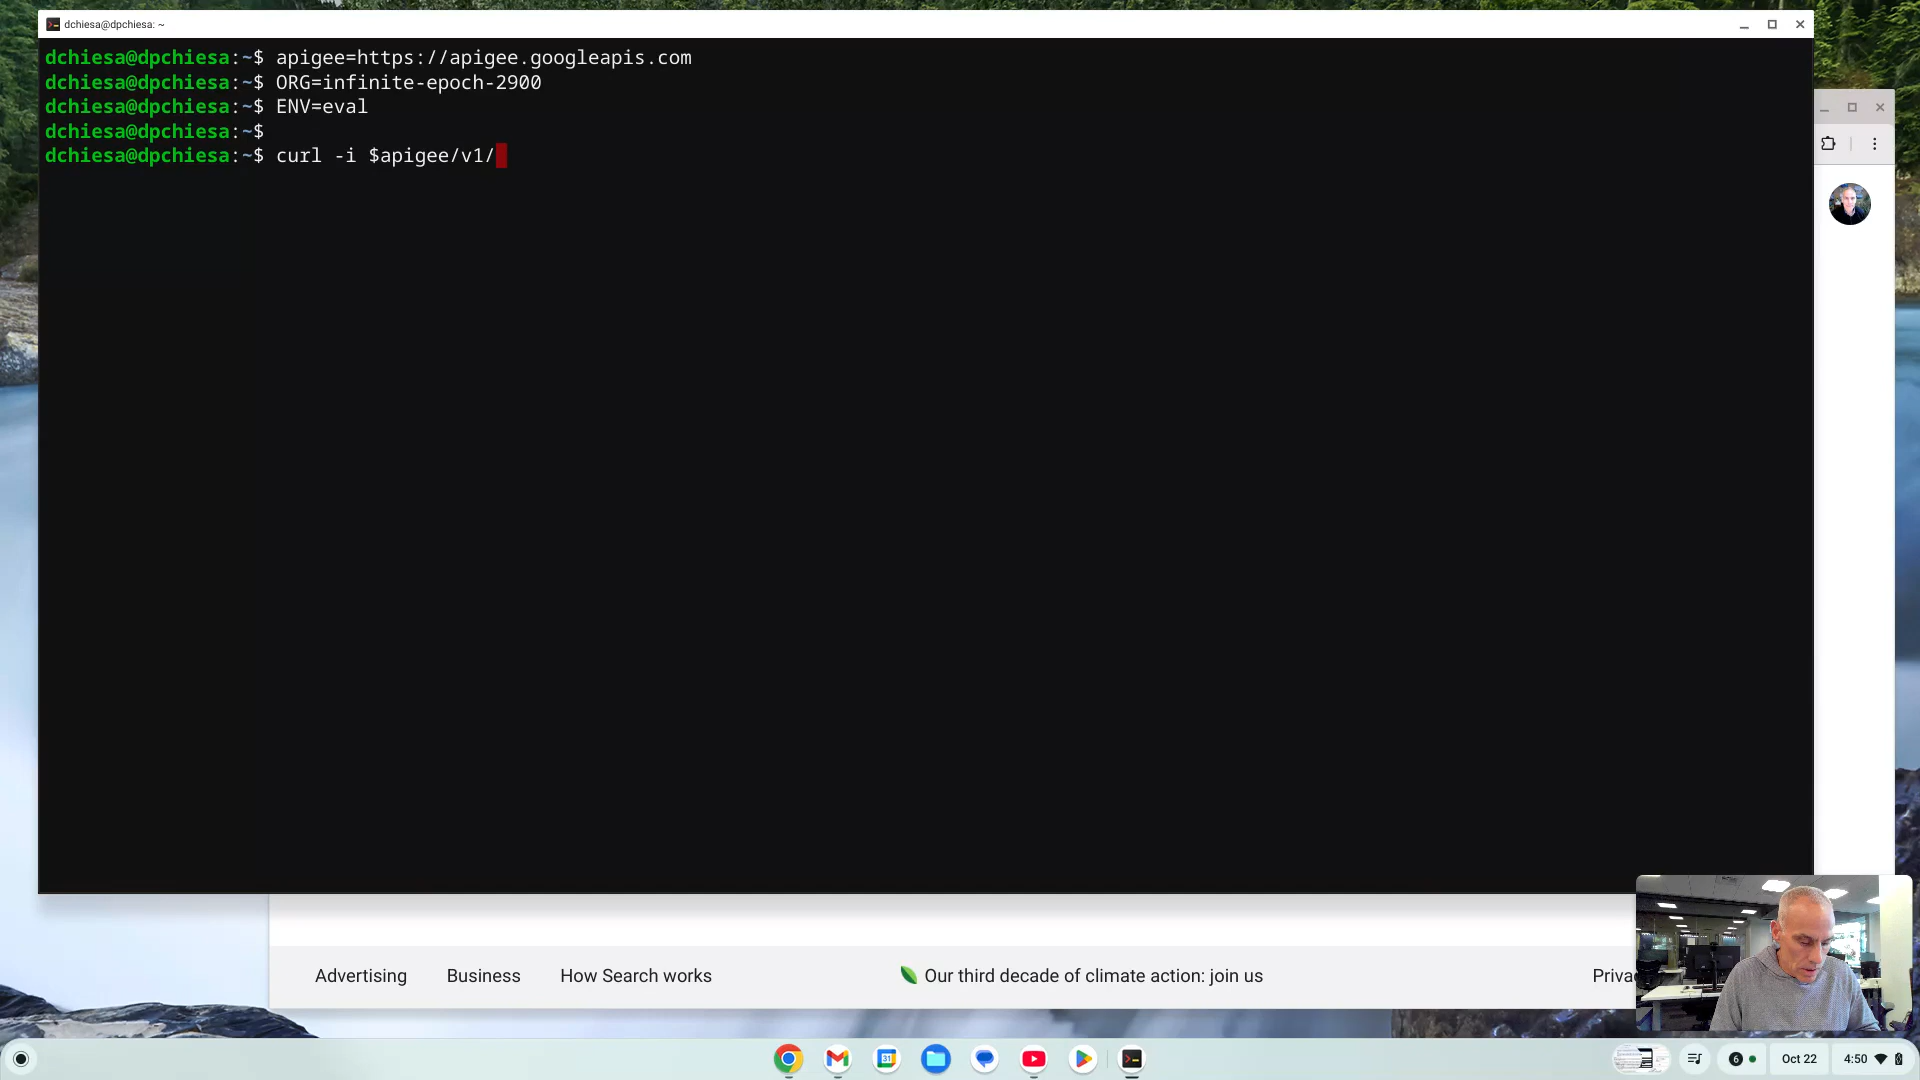 dchiesa@dpchiesa: ~
dchiesa@dpchiesa:~$ apigee=https://apigee.googleapis.com
dchiesa@dpchiesa:~$ ORG=infinite-epoch-2900
dchiesa@dpchiesa:~$ ENV=eval
dchiesa@dpchiesa:~$
dchiesa@dpchiesa:~$ curl -i $apigee/v1/
Advertising Business How Search works Our third decade of climate action: join us
31
6 Oct 22 4:50